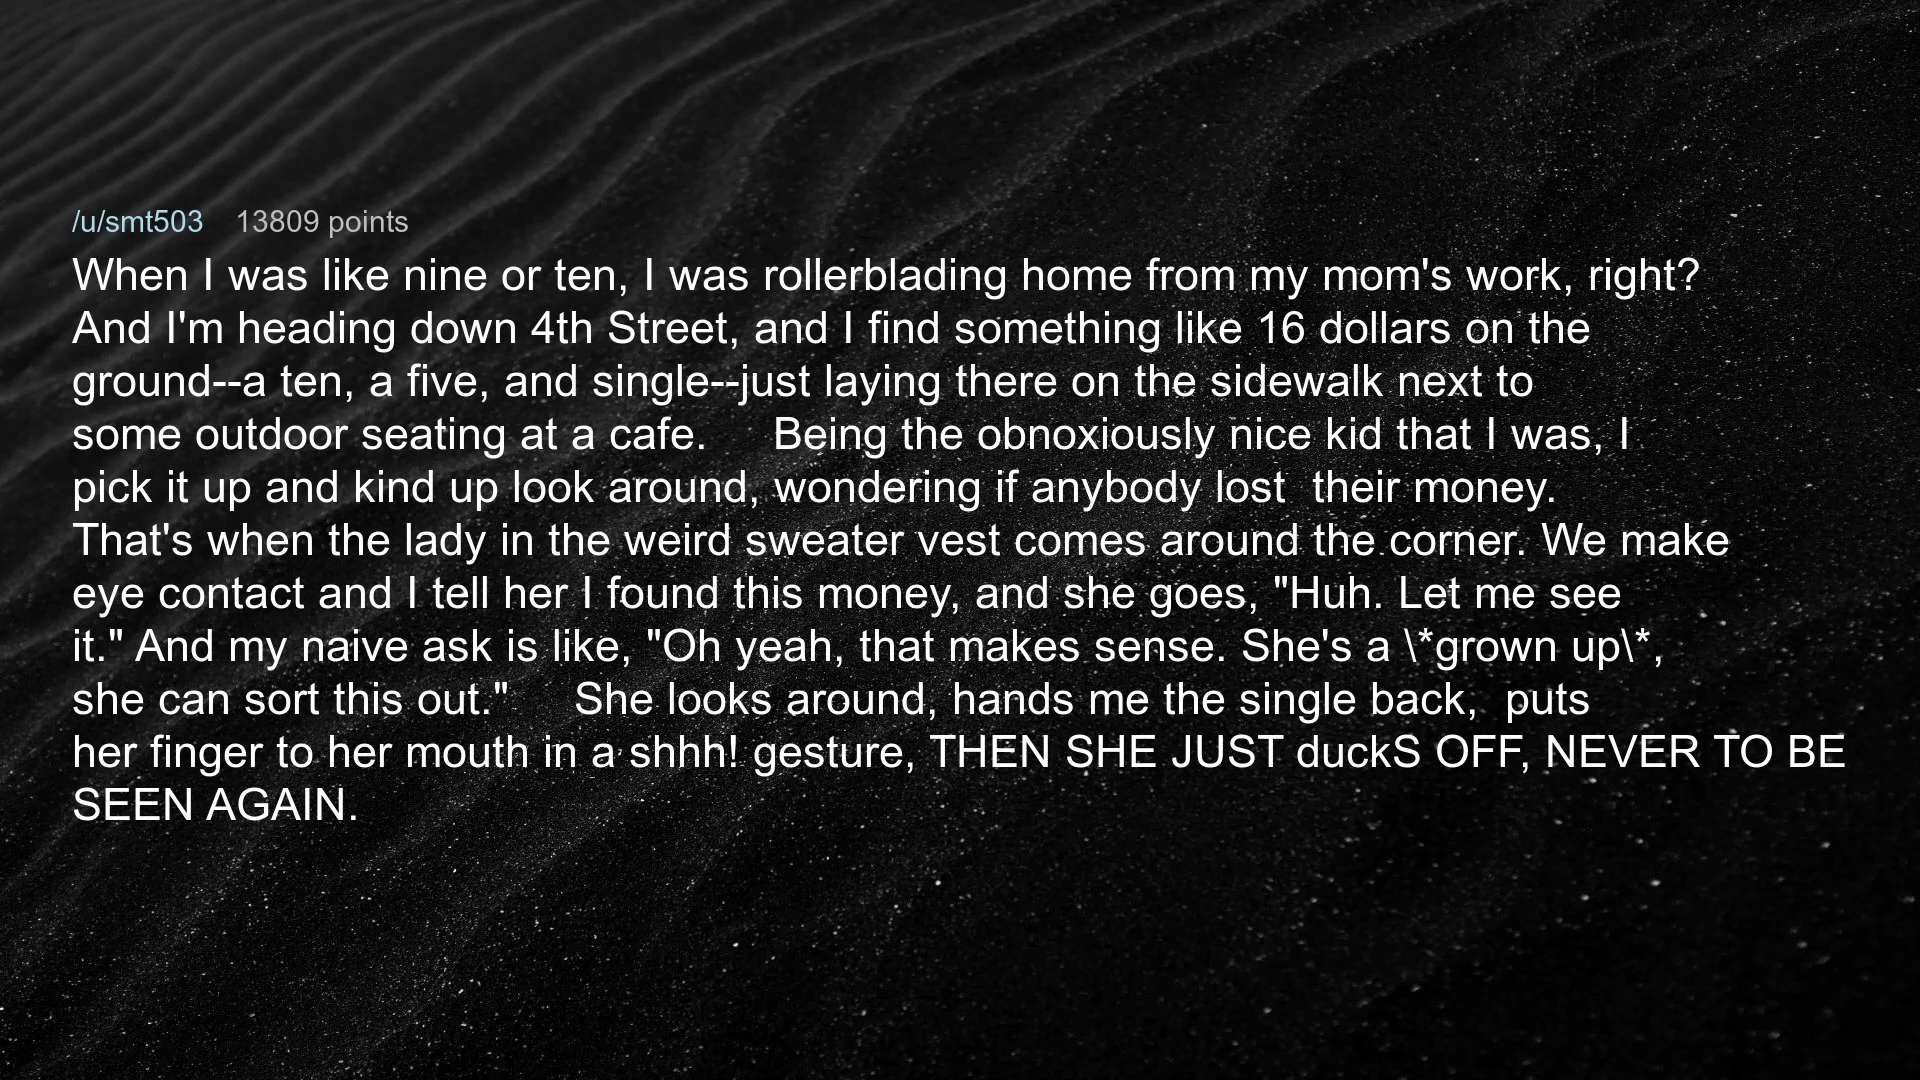 /u/smt503 13809 points
When I was like nine or ten, I was rollerblading home from my mom's work, right?
And I'm heading down 4th Street, and I find something like 16 dollars on the
ground--a ten, a five, and single--just laying there on the sidewalk next to
some outdoor seating at a cafe. Being the obnoxiously nice kid that I was, I
pick it up and kind up look around, wondering if anybody lost their money.
That's when the lady in the weird sweater vest comes around the corner. We make
eye contact and I tell her I found this money, and she goes, "Huh. Let me see
it." And my naive ask is like, "Oh yeah, that makes sense. She's a \*grown up\*,
she can sort this out." She looks around, hands me the single back, puts
her finger to her mouth in a shhh! gesture, THEN SHE JUST duckS OFF, NEVER TO BE
SEEN AGAIN.